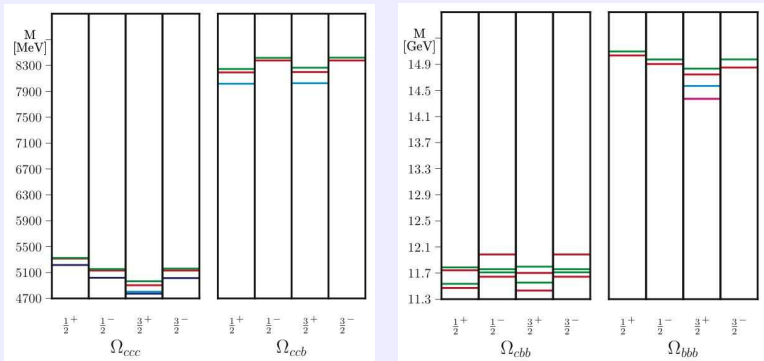 M
[MeV]
8300
7900
7500
7100
6700
6300
5900
5500
5100
4700
1/2+ 1/2- 3/2+ 3/2- 1/2+ 1/2- 3/2+ 3/2-
Ωccc Ωccb
M
[GeV]
14.9
14.5
14.1
13.7
13.3
12.9
12.5
12.1
11.7
11.3
1/2+ 1/2- 3/2+ 3/2- 1/2+ 1/2- 3/2+ 3/2-
Ωcbb Ωbbb